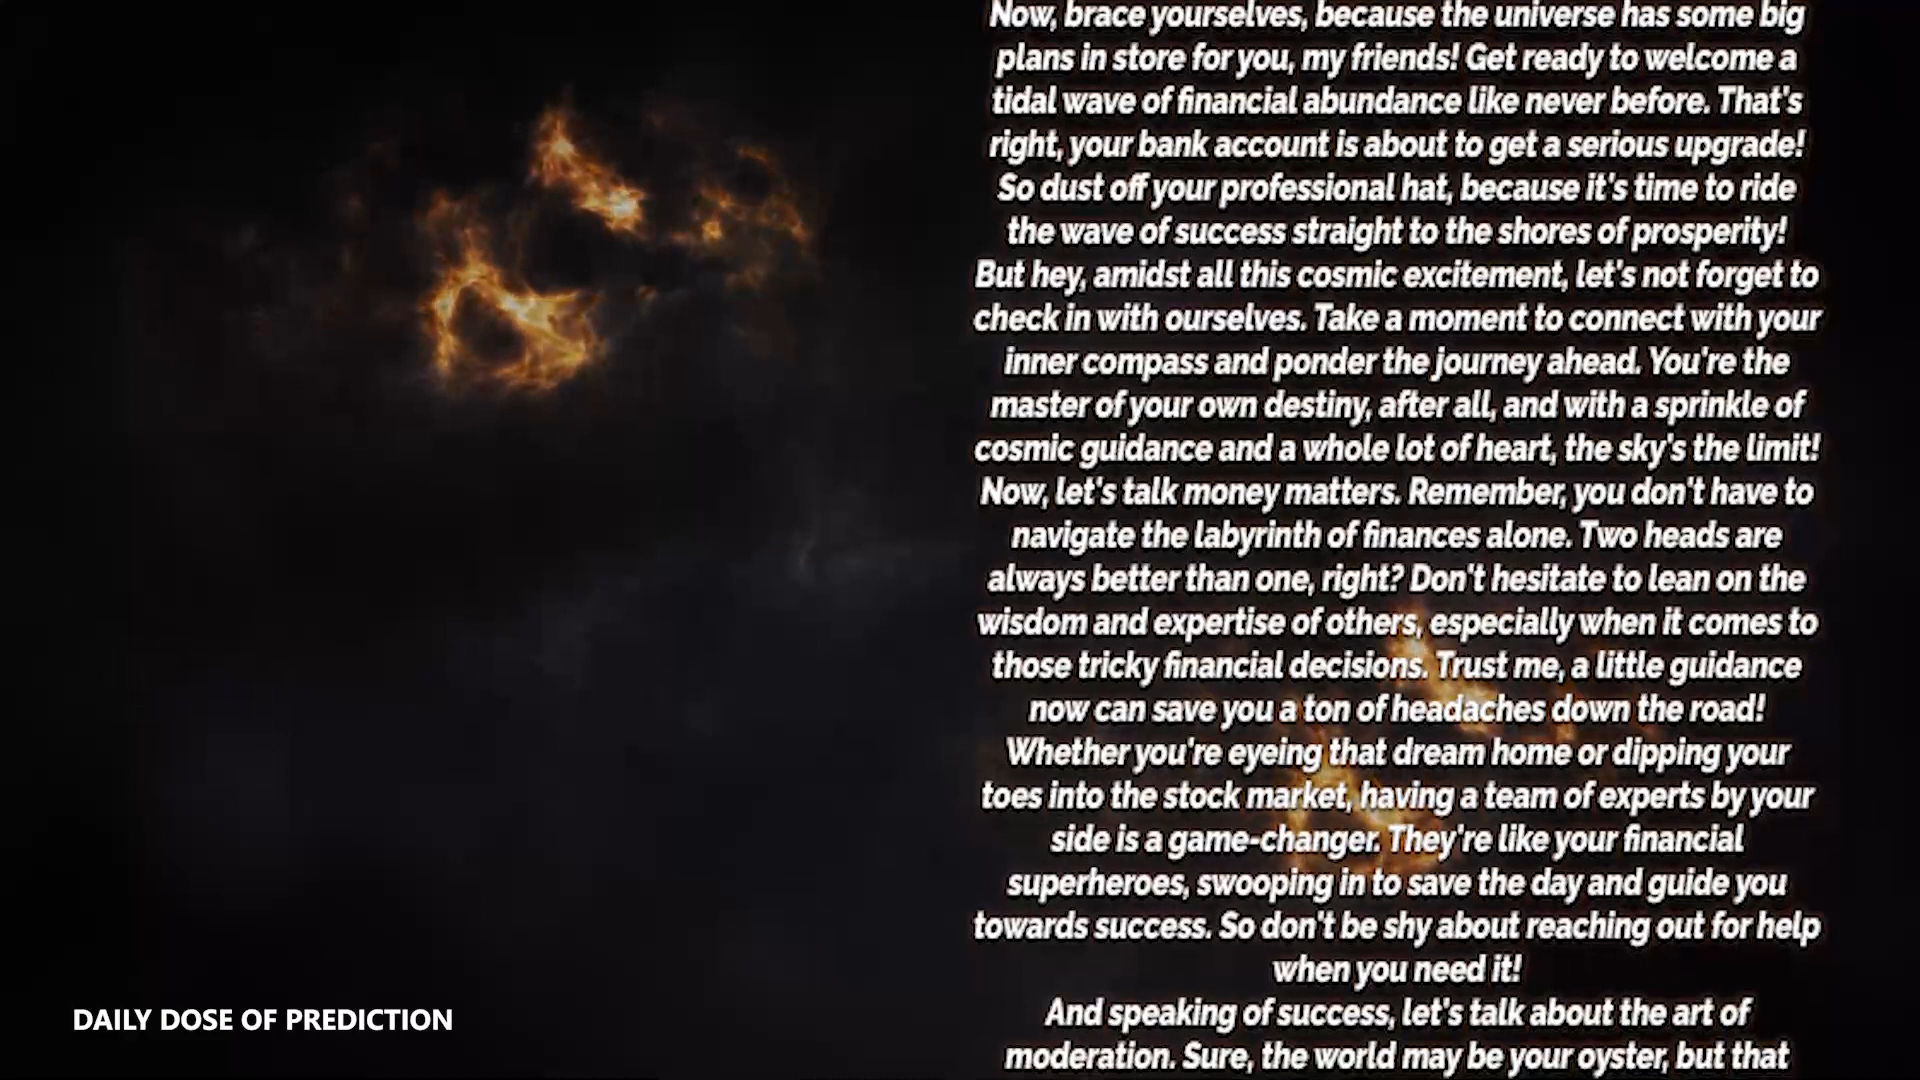 Now, brace yourselves, because the universe has some big
plans in store for you, my friends! Get ready to welcome a
tidal wave of financial abundance like never before. That's
right, your bank account is about to get a serious upgrade!
So dust off your professional hat, because it's time to ride
the wave of success straight to the shores of prosperity!
But hey, amidst all this cosmic excitement, let's not forget to
check in with ourselves. Take a moment to connect with your
inner compass and ponder the journey ahead. You're the
master of your own destiny, after all, and with a sprinkle of
cosmic guidance and a whole lot of heart, the sky's the limit!
Now, let's talk money matters. Remember, you don't have to
navigate the labyrinth of finances alone. Two heads are
always better than one, right? Don't hesitate to lean on the
wisdom and expertise of others, especially when it comes to
those tricky financial decisions. Trust me, a little guidance
now can save you a ton of headaches down the road!
Whether you're eyeing that dream home or dipping your
toes into the stock market, having a team of experts by your
side is a game-changer. They're like your financial
superheroes, swooping in to save the day and guide you
towards success. So don't be shy about reaching out for help
when you need it!
And speaking of success, let's talk about the art of
moderation. Sure, the world may be your oyster, but that
DAILY DOSE OF PREDICTION